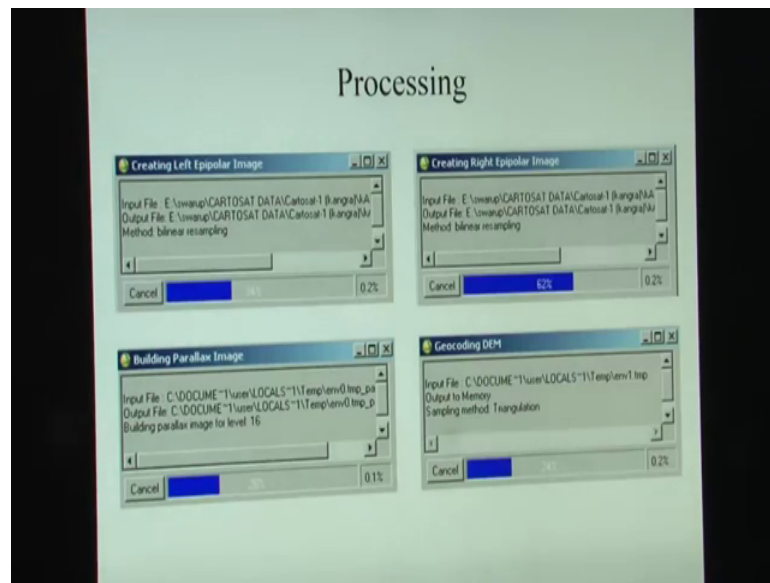 Processing
Creating Left Epipolar Image
Input File : E:\swarup\CARTOSAT DATA\Cartosat-1 (kangra)\kA
Output File: E:\swarup\CARTOSAT DATA\Cartosat-1 (kangra)\
Method: bilinear resampling
Cancel
0.2%
Creating Right Epipolar Image
Input File : E:\swarup\CARTOSAT DATA\Cartosat-1 (kangra)\kA
Output File: E:\swarup\CARTOSAT DATA\Cartosat-1 (kangra)\
Method: bilinear resampling
Cancel 62% 0.2%
Building Parallax Image
Input File : C:\DOCUME~1\user\LOCALS~1\Temp\env0.tmp_pa
Output File: C:\DOCUME~1\user\LOCALS~1\Temp\env0.tmp_p
Building parallax image for level: 16
Cancel
0.1%
Geocoding DEM
Input File : C:\DOCUME~1\user\LOCALS~1\Temp\env1.tmp
Output to Memory
Sampling method: Triangulation
Cancel
0.2%